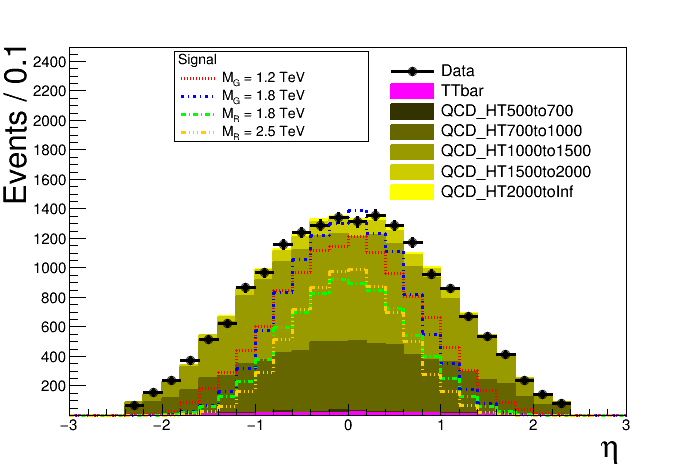 Events / 0.1
2400
2200
2000
1800
1600
1400
1200
1000
800
600
400
200
Signal
M_G = 1.2 TeV
M_G = 1.8 TeV
M_R = 1.8 TeV
M_R = 2.5 TeV
Data
TTbar
QCD_HT500to700
QCD_HT700to1000
QCD_HT1000to1500
QCD_HT1500to2000
QCD_HT2000toInf
−3 −2 −1 0 1 2 3
η